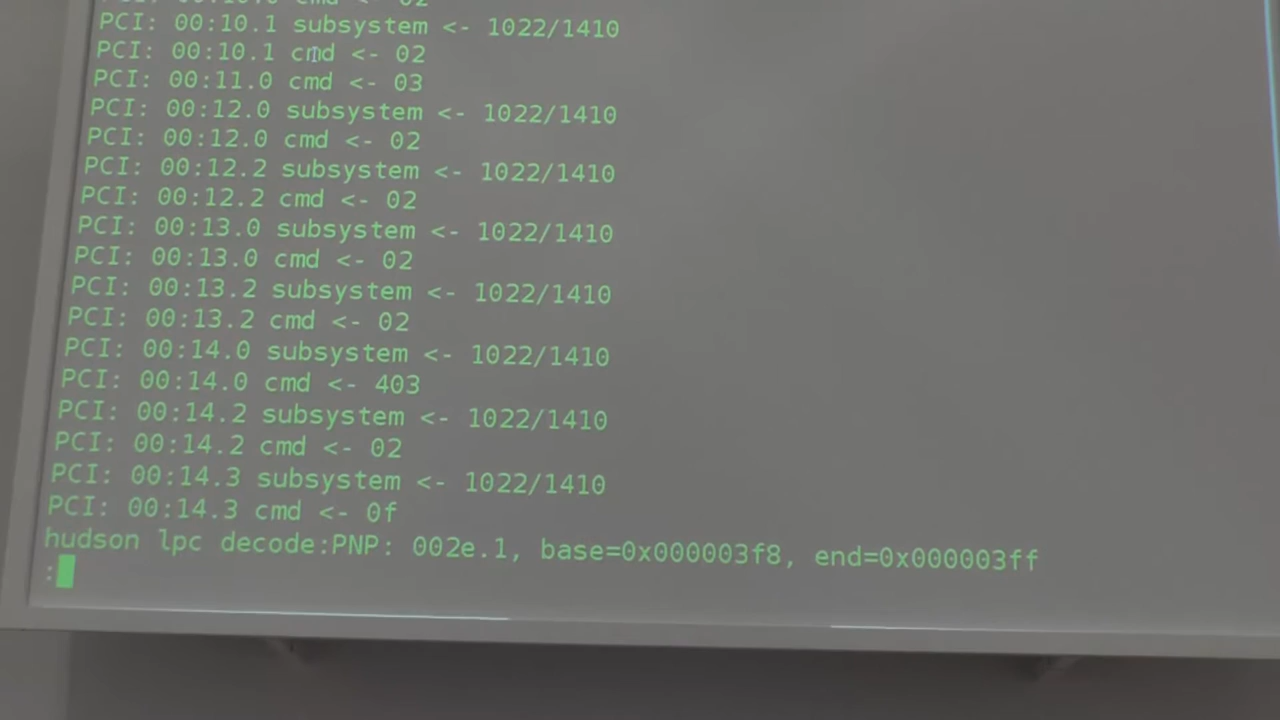 cmd <- 02
PCI: 00:10.1 subsystem <- 1022/1410
PCI: 00:10.1 cmd <- 02
PCI: 00:11.0 cmd <- 03
PCI: 00:12.0 subsystem <- 1022/1410
PCI: 00:12.0 cmd <- 02
PCI: 00:12.2 subsystem <- 1022/1410
PCI: 00:12.2 cmd <- 02
PCI: 00:13.0 subsystem <- 1022/1410
PCI: 00:13.0 cmd <- 02
PCI: 00:13.2 subsystem <- 1022/1410
PCI: 00:13.2 cmd <- 02
PCI: 00:14.0 subsystem <- 1022/1410
PCI: 00:14.0 cmd <- 403
PCI: 00:14.2 subsystem <- 1022/1410
PCI: 00:14.2 cmd <- 02
PCI: 00:14.3 subsystem <- 1022/1410
PCI: 00:14.3 cmd <- 0f
hudson lpc decode:PNP: 002e.1, base=0x000003f8, end=0x000003ff
: